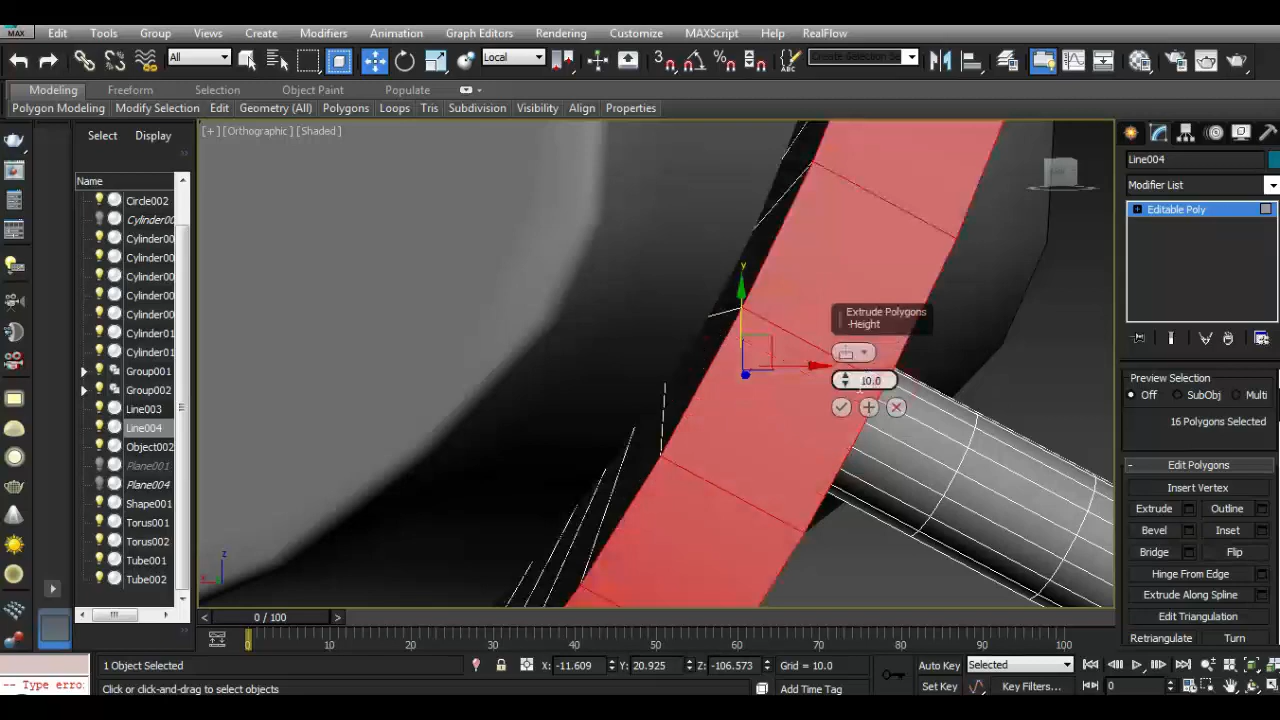 MAX
Edit Tools Group Views Create Modifiers Animation Graph Editors Rendering Customize MAXScript Help RealFlow
All
Local
Modeling Freeform Selection Object Paint Populate
Polygon Modeling Modify Selection Edit Geometry (All) Polygons Loops Tris Subdivision Visibility Align Properties
Select Display
[+] [Orthographic] [Shaded]
Name
Circle002
Cylinder00
Cylinder00
Cylinder00
Cylinder00
Cylinder00
Cylinder00
Cylinder01
Cylinder01
Group001
Group002
Line003
Line004
Object002
Plane001
Plane004
Shape001
Torus001
Torus002
Tube001
Tube002
y
Extrude Polygons
-Height
10.0
z
x
Line004
Modifier List
Editable Poly
Preview Selection
Off SubObj Multi
16 Polygons Selected
- Edit Polygons
Insert Vertex
Extrude Outline
Bevel Inset
Bridge Flip
Hinge From Edge
Extrude Along Spline
Edit Triangulation
Retriangulate Turn
< 0 / 100 >
0 10 20 30 40 50 60 70 80 90 100
1 Object Selected X: -11.609 Y: 20.925 Z: -106.573 Grid = 10.0 Auto Key Selected
-- Type erro Click or click-and-drag to select objects Add Time Tag Set Key Key Filters... 0